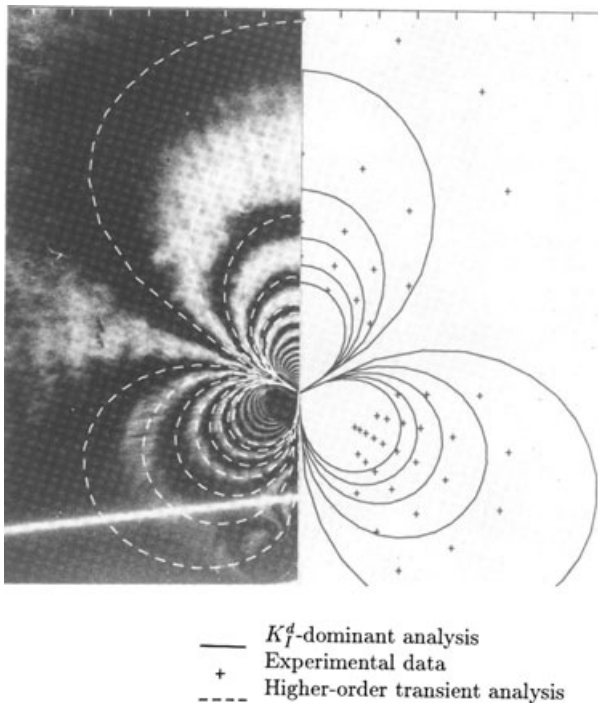 K_I^d-dominant analysis
Experimental data
Higher-order transient analysis